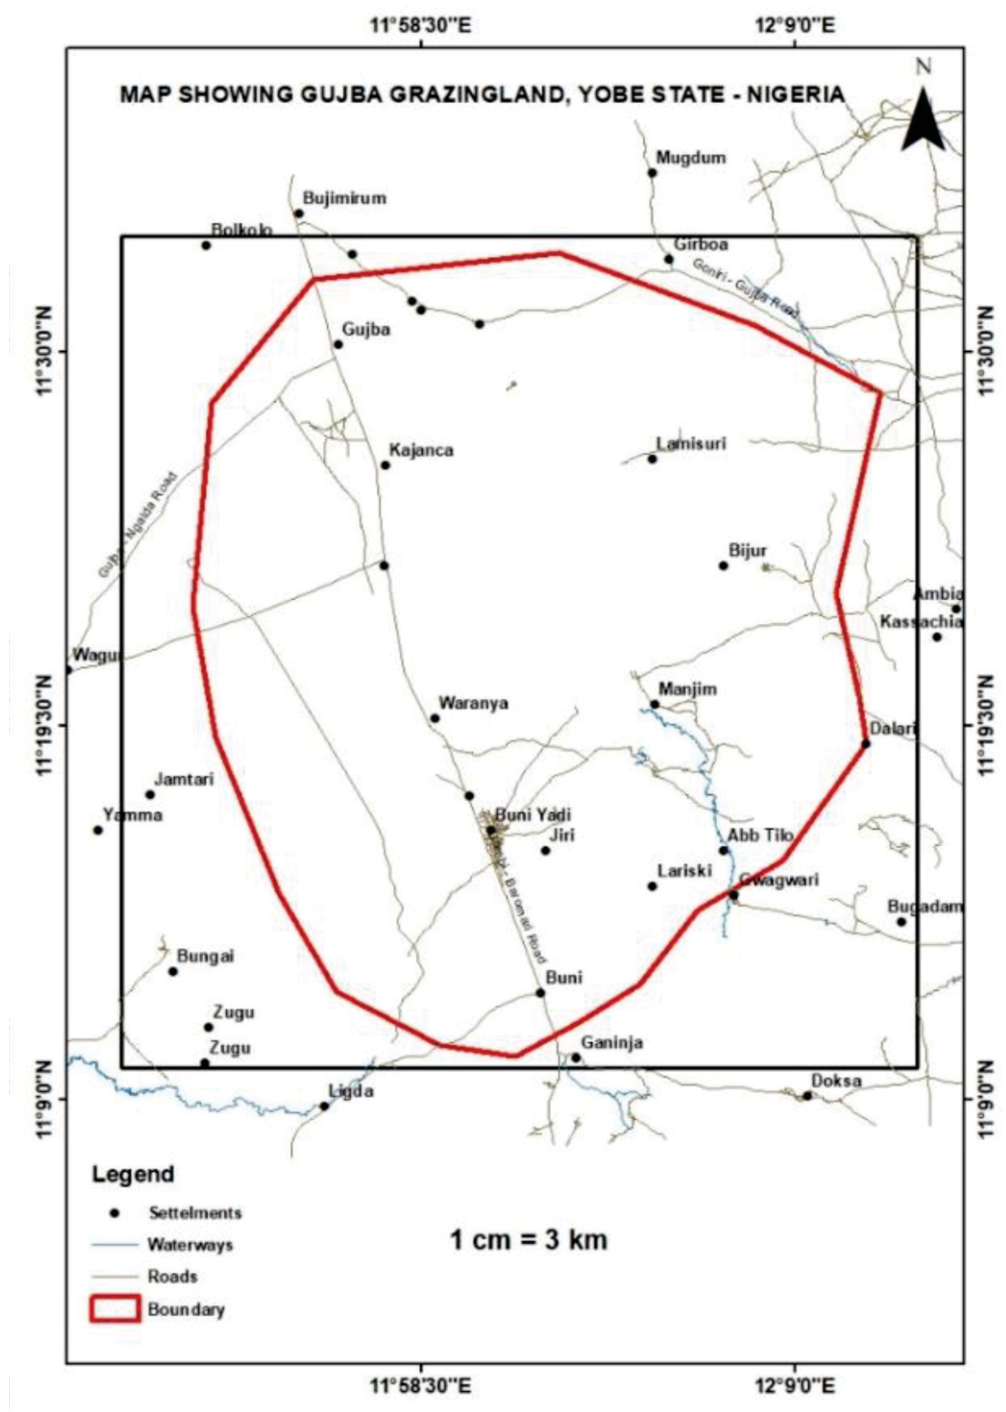 11°58'30"E
12°9'0"E
MAP SHOWING GUJBA GRAZINGLAND, YOBE STATE - NIGERIA
N
Mugdum
Bujimirum
Bolkolo
Girboa
Goniri - Gujba Road
11°30'0"N
11°30'0"N
Gujba
Kajanca
Lamisuri
Gujba - Ngalda Road
Bijur
Ambia
Kassachia
Wagur
Manjim
Waranya
11°19'30"N
11°19'30"N
Dalari
Jamtari
Yamma
Buni Yadi
Jiri
Abb Tilo
Lariski
Gwagwari
Bugadam
- Baromari Road
Bungai
Buni
Zugu
Zugu
Ganinja
Doksa
Ligda
11°9'0"N
11°9'0"N
Legend
Settelments
Waterways
Roads
Boundary
1 cm = 3 km
11°58'30"E
12°9'0"E